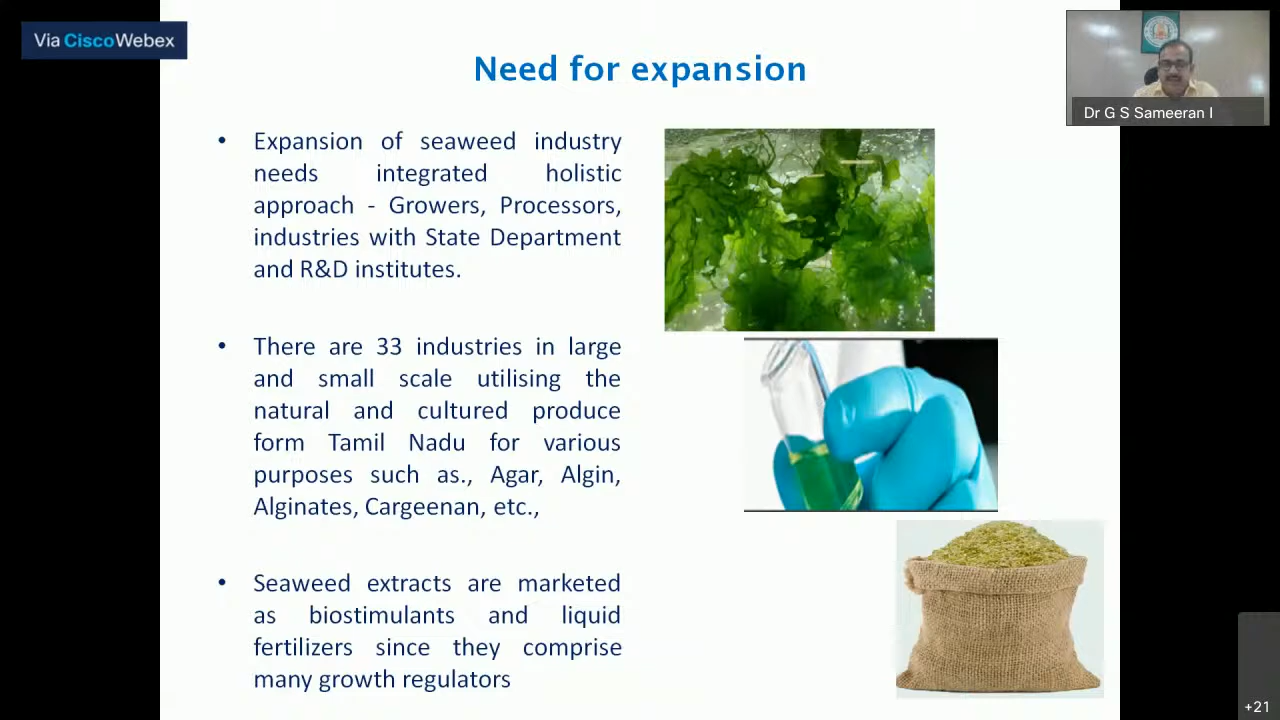 Via CiscoWebex
Need for expansion
Dr G S Sameeran I
• Expansion of seaweed industry
needs integrated holistic
approach - Growers, Processors,
industries with State Department
and R&D institutes.
• There are 33 industries in large
and small scale utilising the
natural and cultured produce
form Tamil Nadu for various
purposes such as., Agar, Algin,
Alginates, Cargeenan, etc.,
• Seaweed extracts are marketed
as biostimulants and liquid
fertilizers since they comprise
many growth regulators
+21